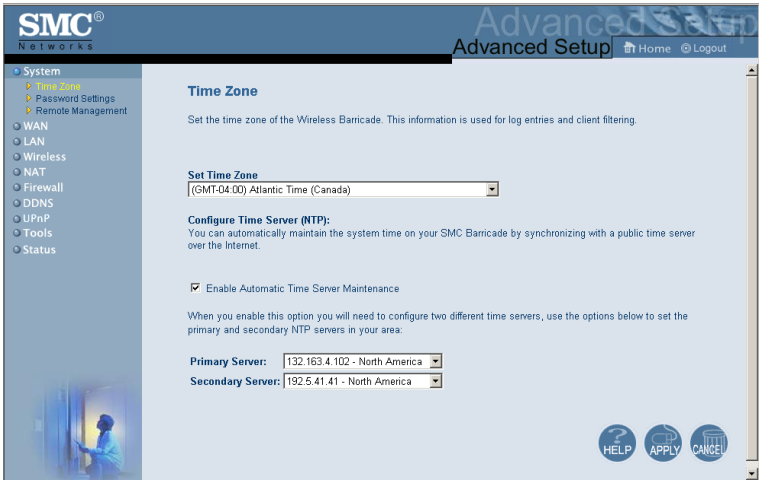 SMC®
Networks
Advanced Setup
Advanced Setup
Home
Logout
System
Time Zone
Password Settings
Remote Management
WAN
LAN
Wireless
NAT
Firewall
DDNS
UPnP
Tools
Status
Time Zone
Set the time zone of the Wireless Barricade. This information is used for log entries and client filtering.
Set Time Zone
(GMT-04:00) Atlantic Time (Canada)
Configure Time Server (NTP):
You can automatically maintain the system time on your SMC Barricade by synchronizing with a public time server
over the Internet.
Enable Automatic Time Server Maintenance
When you enable this option you will need to configure two different time servers, use the options below to set the
primary and secondary NTP servers in your area:
Primary Server: 132.163.4.102 - North America
Secondary Server: 192.5.41.41 - North America
HELP
APPLY
CANCEL